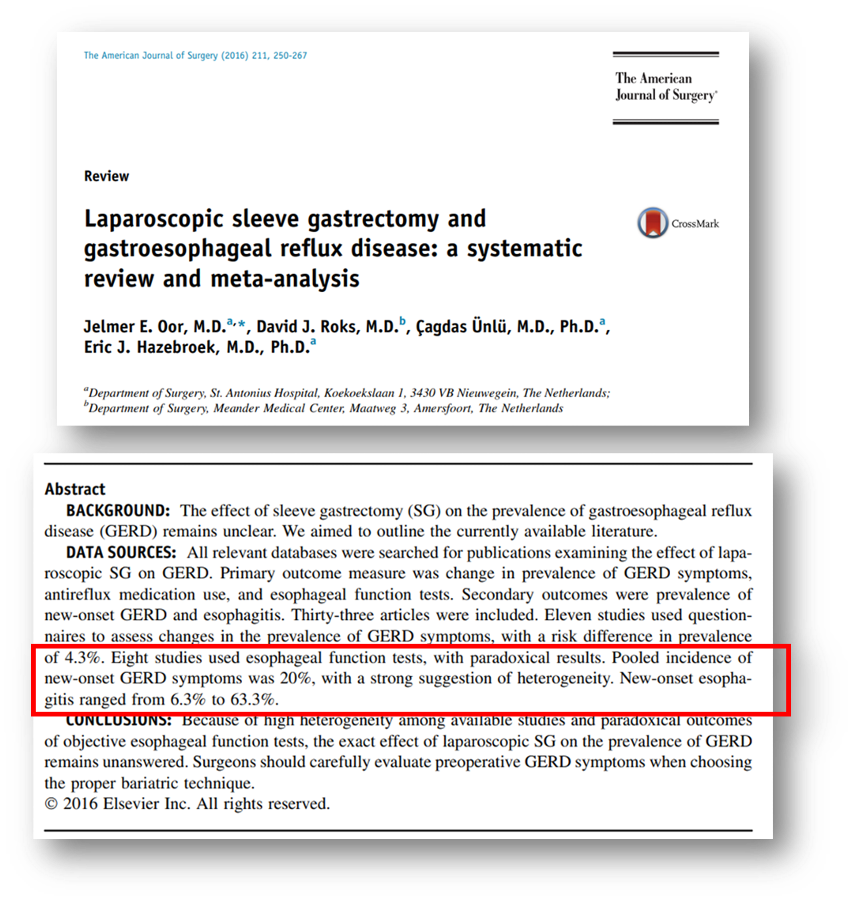 The American Journal of Surgery (2016) 211, 250-267
The American
Journal of Surgery®
Review
Laparoscopic sleeve gastrectomy and
gastroesophageal reflux disease: a systematic
review and meta-analysis
CrossMark
Jelmer E. Oor, M.D.a,*, David J. Roks, M.D.b, Çagdas Ünlü, M.D., Ph.D.a,
Eric J. Hazebroek, M.D., Ph.D.a
aDepartment of Surgery, St. Antonius Hospital, Koekoekslaan 1, 3430 VB Nieuwegein, The Netherlands;
bDepartment of Surgery, Meander Medical Center, Maatweg 3, Amersfoort, The Netherlands
Abstract
BACKGROUND: The effect of sleeve gastrectomy (SG) on the prevalence of gastroesophageal reflux
disease (GERD) remains unclear. We aimed to outline the currently available literature.
DATA SOURCES: All relevant databases were searched for publications examining the effect of lapa-
roscopic SG on GERD. Primary outcome measure was change in prevalence of GERD symptoms,
antireflux medication use, and esophageal function tests. Secondary outcomes were prevalence of
new-onset GERD and esophagitis. Thirty-three articles were included. Eleven studies used question-
naires to assess changes in the prevalence of GERD symptoms, with a risk difference in prevalence
of 4.3%. Eight studies used esophageal function tests, with paradoxical results. Pooled incidence of
new-onset GERD symptoms was 20%, with a strong suggestion of heterogeneity. New-onset esopha-
gitis ranged from 6.3% to 63.3%.
CONCLUSIONS: Because of high heterogeneity among available studies and paradoxical outcomes
of objective esophageal function tests, the exact effect of laparoscopic SG on the prevalence of GERD
remains unanswered. Surgeons should carefully evaluate preoperative GERD symptoms when choosing
the proper bariatric technique.
© 2016 Elsevier Inc. All rights reserved.